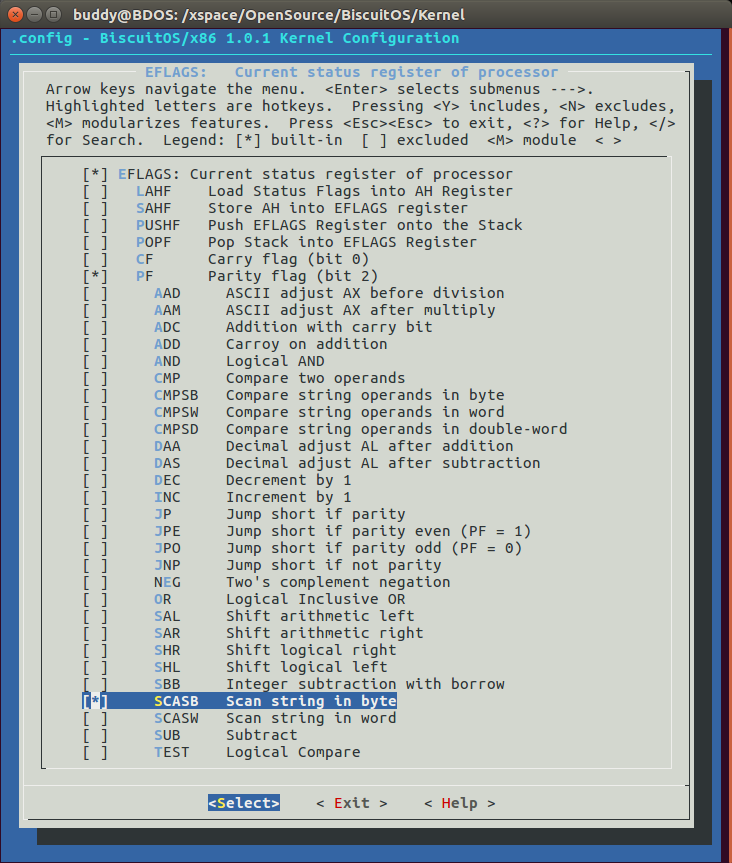 buddy@BDOS: /xspace/OpenSource/BiscuitOS/Kernel
.config - BiscuitOS/x86 1.0.1 Kernel Configuration
EFLAGS:   Current status register of processor
Arrow keys navigate the menu.  <Enter> selects submenus --->.
Highlighted letters are hotkeys.  Pressing <Y> includes, <N> excludes,
<M> modularizes features.  Press <Esc><Esc> to exit, <?> for Help, </>
for Search.  Legend: [*] built-in  [ ] excluded  <M> module  < >
[*] EFLAGS: Current status register of processor
[ ]   LAHF    Load Status Flags into AH Register
[ ]   SAHF    Store AH into EFLAGS register
[ ]   PUSHF   Push EFLAGS Register onto the Stack
[ ]   POPF    Pop Stack into EFLAGS Register
[ ]   CF      Carry flag (bit 0)
[*]   PF      Parity flag (bit 2)
[ ]     AAD     ASCII adjust AX before division
[ ]     AAM     ASCII adjust AX after multiply
[ ]     ADC     Addition with carry bit
[ ]     ADD     Carroy on addition
[ ]     AND     Logical AND
[ ]     CMP     Compare two operands
[ ]     CMPSB   Compare string operands in byte
[ ]     CMPSW   Compare string operands in word
[ ]     CMPSD   Compare string operands in double-word
[ ]     DAA     Decimal adjust AL after addition
[ ]     DAS     Decimal adjust AL after subtraction
[ ]     DEC     Decrement by 1
[ ]     INC     Increment by 1
[ ]     JP      Jump short if parity
[ ]     JPE     Jump short if parity even (PF = 1)
[ ]     JPO     Jump short if parity odd (PF = 0)
[ ]     JNP     Jump short if not parity
[ ]     NEG     Two's complement negation
[ ]     OR      Logical Inclusive OR
[ ]     SAL     Shift arithmetic left
[ ]     SAR     Shift arithmetic right
[ ]     SHR     Shift logical right
[ ]     SHL     Shift logical left
[ ]     SBB     Integer subtraction with borrow
[*]     SCASB   Scan string in byte
[ ]     SCASW   Scan string in word
[ ]     SUB     Subtract
[ ]     TEST    Logical Compare
<Select>    < Exit >    < Help >